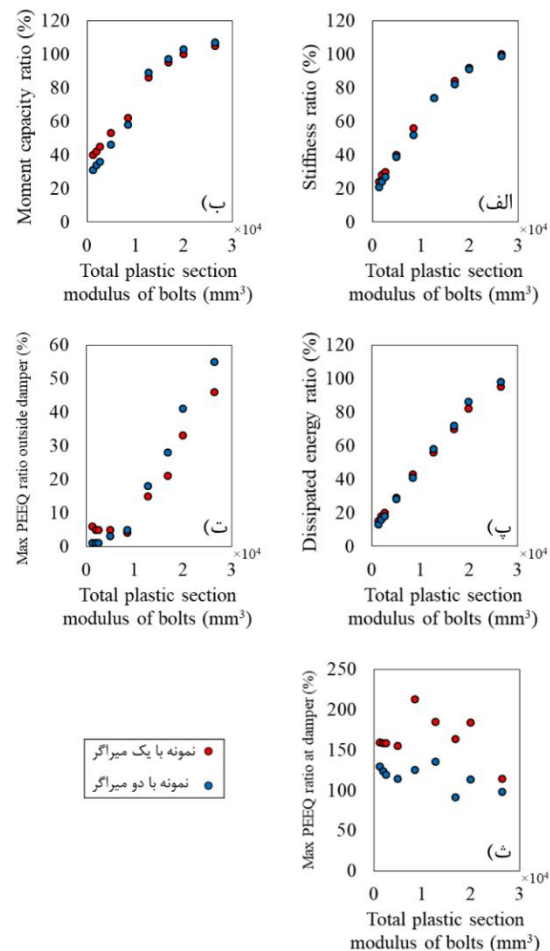 Stiffness ratio (%)
120
100
80
60
40
20
0
الف)
0 1 2 3
×10⁴
Total plastic section
modulus of bolts (mm³)
Moment capacity ratio (%)
120
100
80
60
40
20
0
ب)
0 1 2 3
×10⁴
Total plastic section
modulus of bolts (mm³)
Dissipated energy ratio (%)
120
100
80
60
40
20
0
پ)
0 1 2 3
×10⁴
Total plastic section
modulus of bolts (mm³)
Max PEEQ ratio outside damper (%)
60
50
40
30
20
10
0
ت)
0 1 2 3
×10⁴
Total plastic section
modulus of bolts (mm³)
Max PEEQ ratio at damper (%)
250
200
150
100
50
0
ث)
0 1 2 3
×10⁴
Total plastic section
modulus of bolts (mm³)
نمونه با یک میراگر
نمونه با دو میراگر